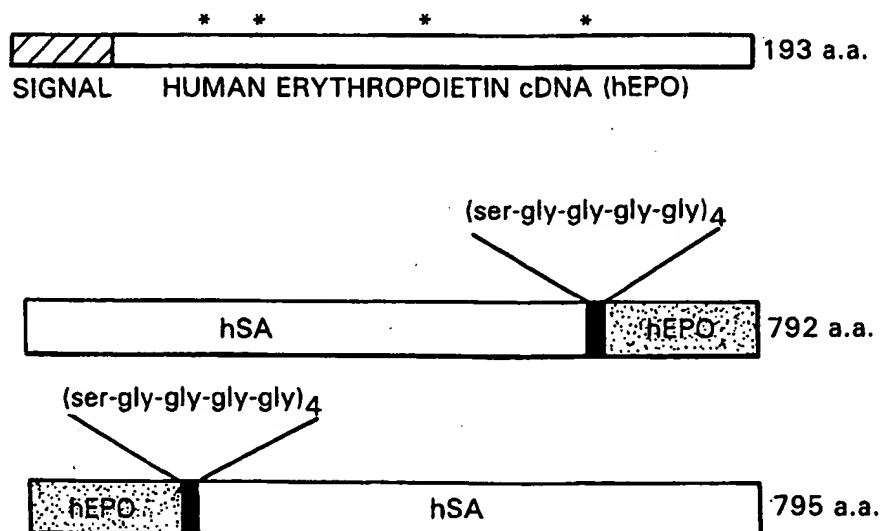 * * * *
193 a.a.
SIGNAL HUMAN ERYTHROPOIETIN cDNA (hEPO)
(ser-gly-gly-gly-gly)4
hSA hEPO 792 a.a.
(ser-gly-gly-gly-gly)4
hEPO hSA 795 a.a.